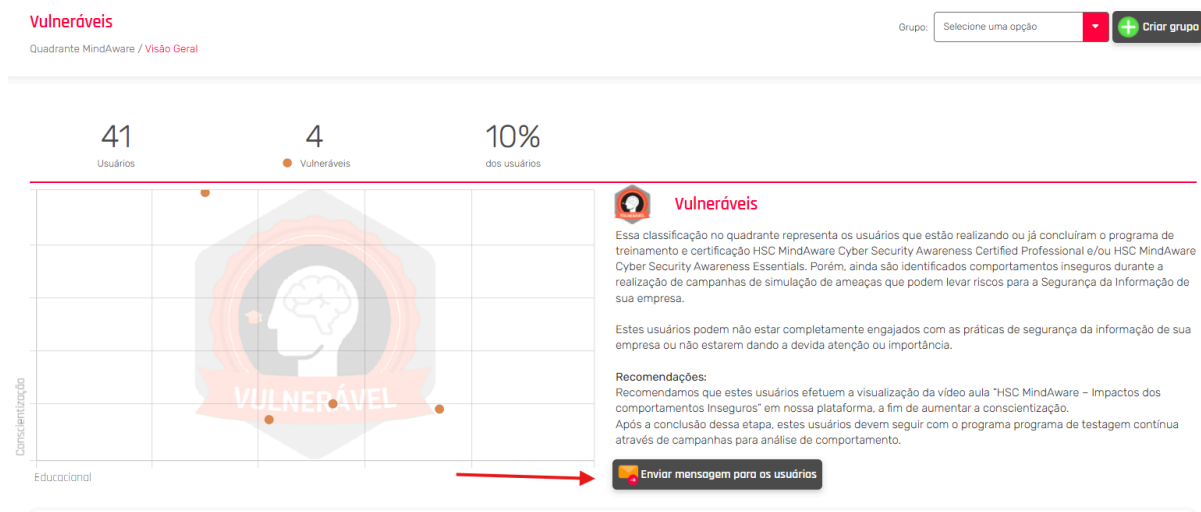 Vulneráveis
Quadrante MindAware / Visão Geral
Grupo:
Selecione uma opção
Criar grupo
41
Usuários
4
Vulneráveis
10%
dos usuários
VULNERÁVEL
Conscientização
Educacional
VULNERÁVEL
Vulneráveis
Essa classificação no quadrante representa os usuários que estão realizando ou já concluíram o programa de
treinamento e certificação HSC MindAware Cyber Security Awareness Certified Professional e/ou HSC MindAware
Cyber Security Awareness Essentials. Porém, ainda são identificados comportamentos inseguros durante a
realização de campanhas de simulação de ameaças que podem levar riscos para a Segurança da Informação de
sua empresa.
Estes usuários podem não estar completamente engajados com as práticas de segurança da informação de sua
empresa ou não estarem dando a devida atenção ou importância.
Recomendações:
Recomendamos que estes usuários efetuem a visualização da vídeo aula "HSC MindAware – Impactos dos
comportamentos Inseguros" em nossa plataforma, a fim de aumentar a conscientização.
Após a conclusão dessa etapa, estes usuários devem seguir com o programa programa de testagem contínua
através de campanhas para análise de comportamento.
Enviar mensagem para os usuários